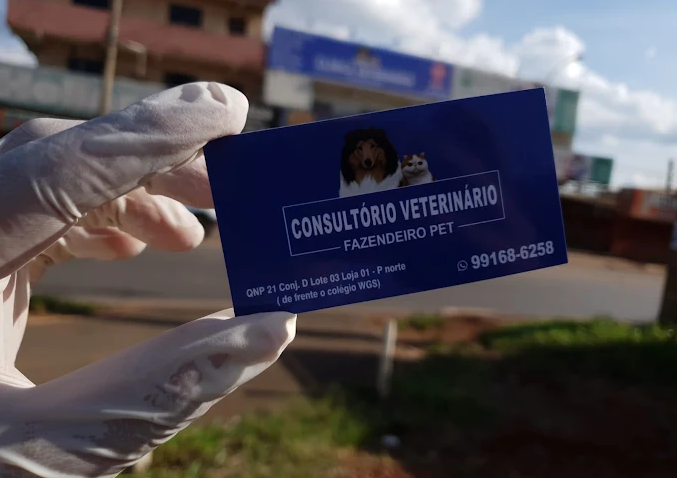 CONSULTÓRIO VETERINÁRIO
FAZENDEIRO PET
99168-6258
QNP 21 Conj. D Lote 03 Loja 01 - P norte
( de frente o colégio WGS)